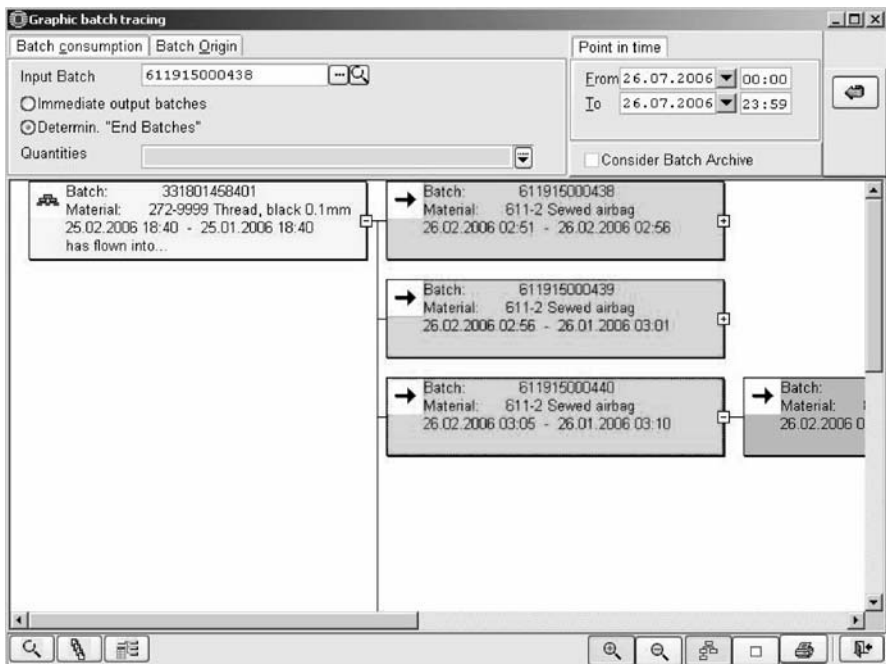 Graphic batch tracing
Batch consumption Batch Origin
Point in time
Input Batch 611915000438
From 26.07.2006 00:00
Immediate output batches
To 26.07.2006 23:59
Determin. "End Batches"
Quantities
Consider Batch Archive
Batch: 331801458401
Material: 272-9999 Thread, black 0.1mm
25.02.2006 18:40 - 25.01.2006 18:40
has flown into...
Batch: 611915000438
Material: 611-2 Sewed airbag
26.02.2006 02:51 - 26.02.2006 02:56
Batch: 611915000439
Material: 611-2 Sewed airbag
26.02.2006 02:56 - 26.01.2006 03:01
Batch: 611915000440
Material: 611-2 Sewed airbag
26.02.2006 03:05 - 26.01.2006 03:10
Batch:
Material:
26.02.2006